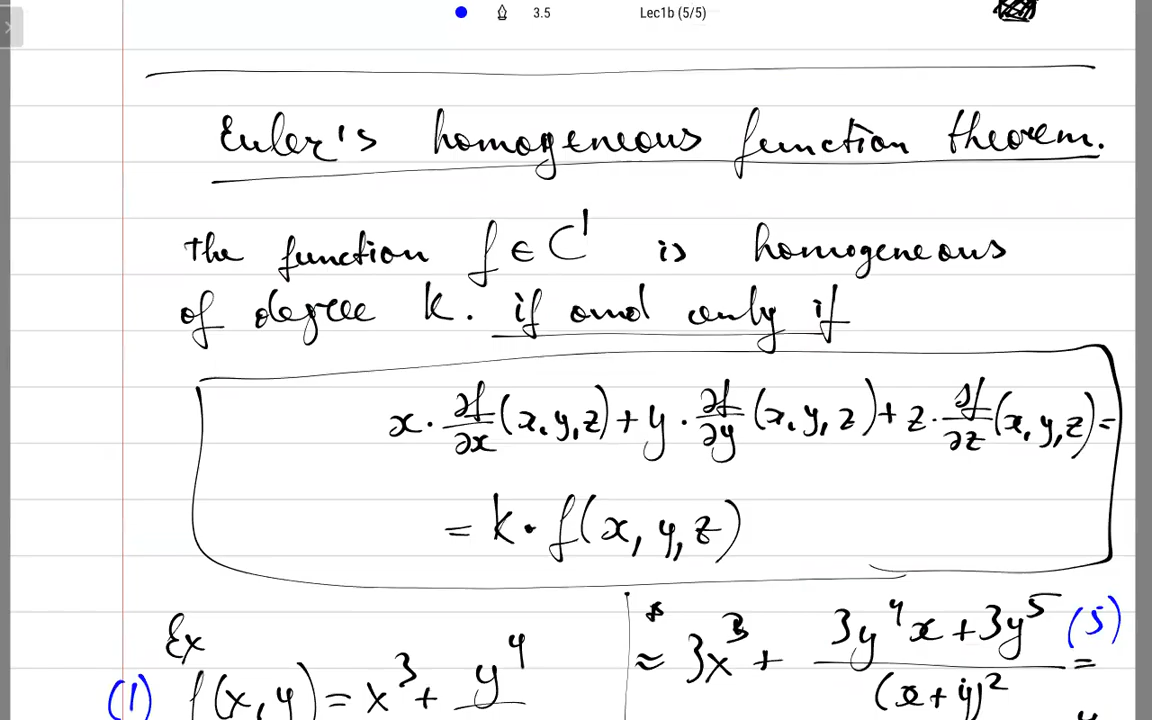 3.5 Lec1b (5/5)
Euler's homogeneous function theorem.
the function f ∈ C¹ is homogeneous
of degree k. if and only if
x · ∂f/∂x (x, y, z) + y · ∂f/∂y (x, y, z) + z · ∂f/∂z (x, y, z) =
= k · f(x, y, z)
Ex
(1) f(x, y) = x³ + y⁴
3x³ + (3y⁴x + 3y⁵)/(x + y)² = (5)